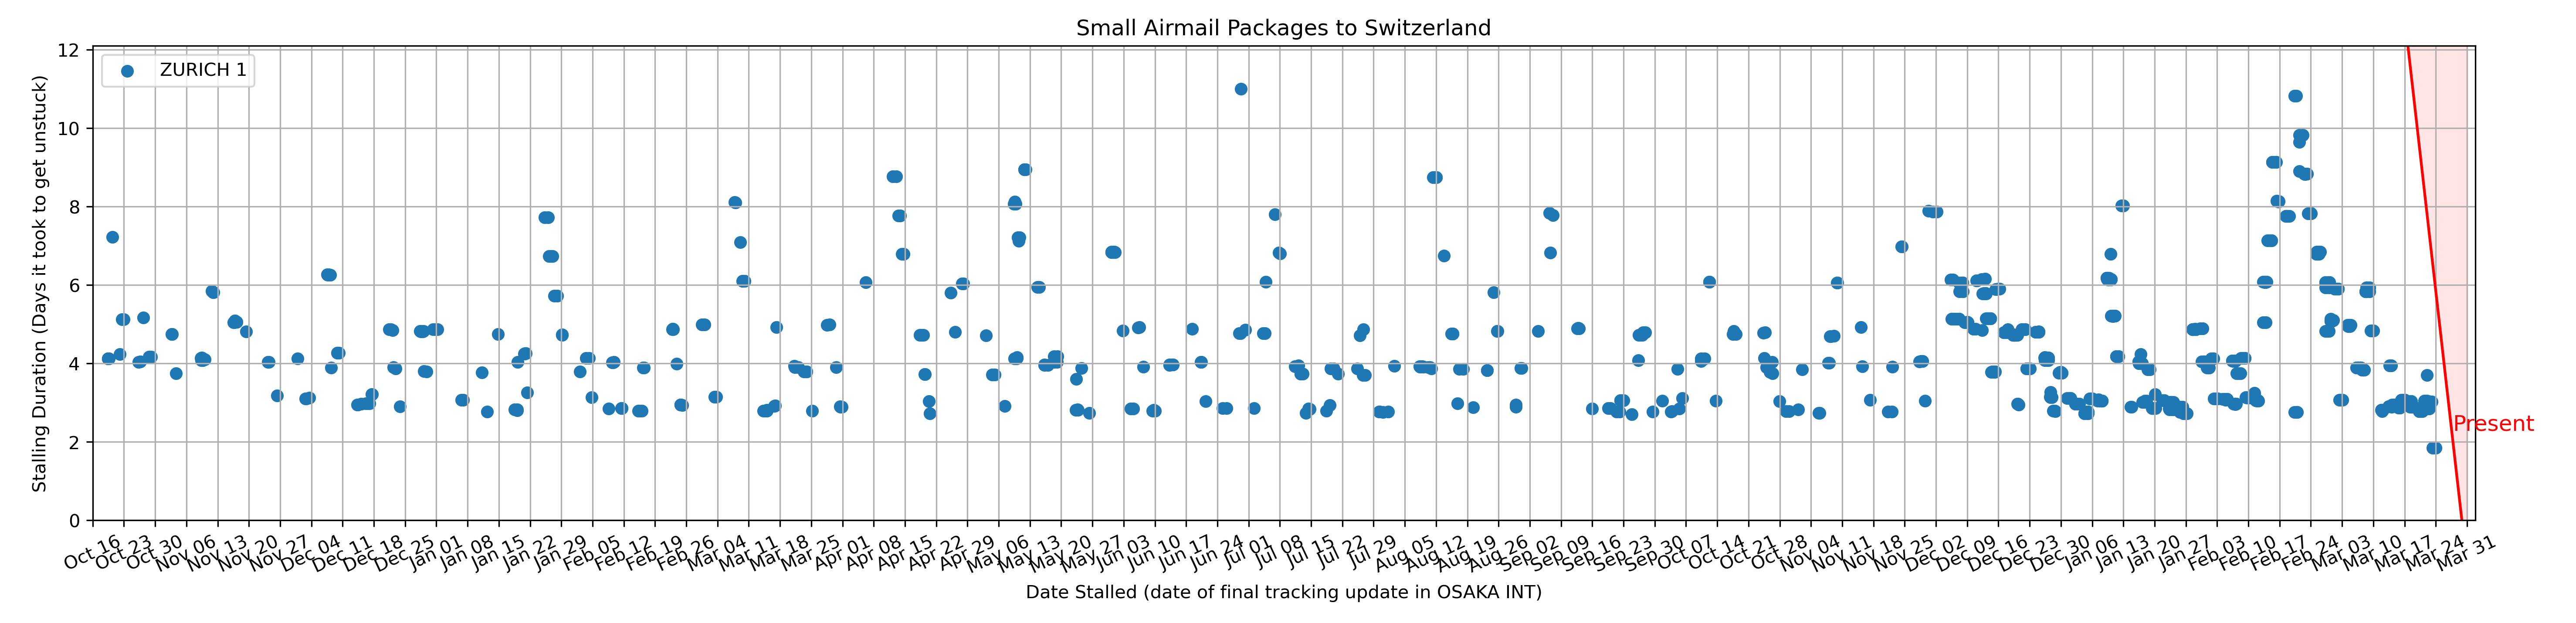 Small Airmail Packages to Switzerland
ZURICH 1
Stalling Duration (Days it took to get unstuck)
12
10
8
6
4
2
0
Present
Oct 16 Oct 23 Oct 30 Nov 06 Nov 13 Nov 20 Nov 27 Dec 04 Dec 11 Dec 18 Dec 25 Jan 01 Jan 08 Jan 15 Jan 22 Jan 29 Feb 05 Feb 12 Feb 19 Feb 26 Mar 04 Mar 11 Mar 18 Mar 25 Apr 01 Apr 08 Apr 15 Apr 22 Apr 29 May 06 May 13 May 20 May 27 Jun 03 Jun 10 Jun 17 Jun 24 Jul 01 Jul 08 Jul 15 Jul 22 Jul 29 Aug 05 Aug 12 Aug 19 Aug 26 Sep 02 Sep 09 Sep 16 Sep 23 Sep 30 Oct 07 Oct 14 Oct 21 Oct 28 Nov 04 Nov 11 Nov 18 Nov 25 Dec 02 Dec 09 Dec 16 Dec 23 Dec 30 Jan 06 Jan 13 Jan 20 Jan 27 Feb 03 Feb 10 Feb 17 Feb 24 Mar 03 Mar 10 Mar 17 Mar 24 Mar 31
Date Stalled (date of final tracking update in OSAKA INT)